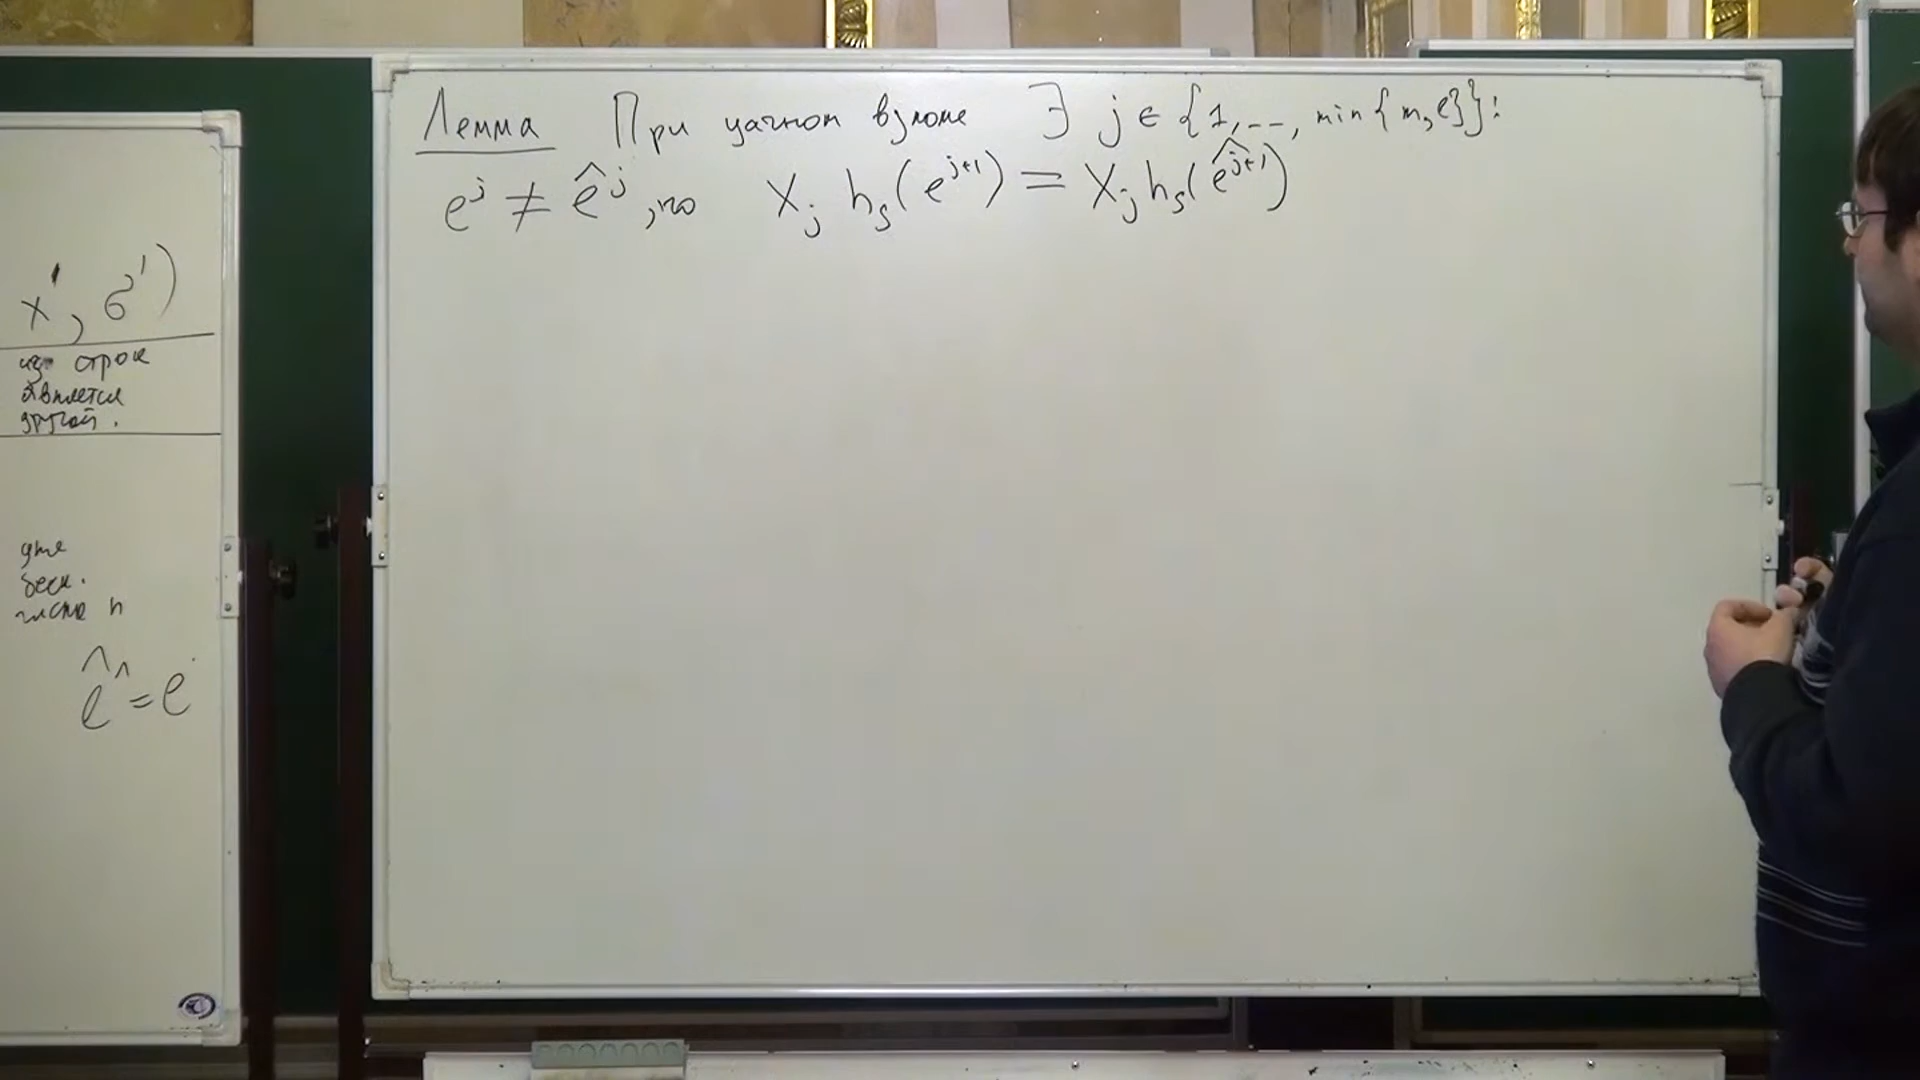 x', σ')
из строк
является
другой.
для
беск.
числа n
ê^ = e
Лемма При удачном взломе ∃ j ∈ {1, ..., min{m, ℓ}}:
e^j ≠ ê^j, но x_j h_s(e^{j+1}) = x_j h_s(ê^{j+1})